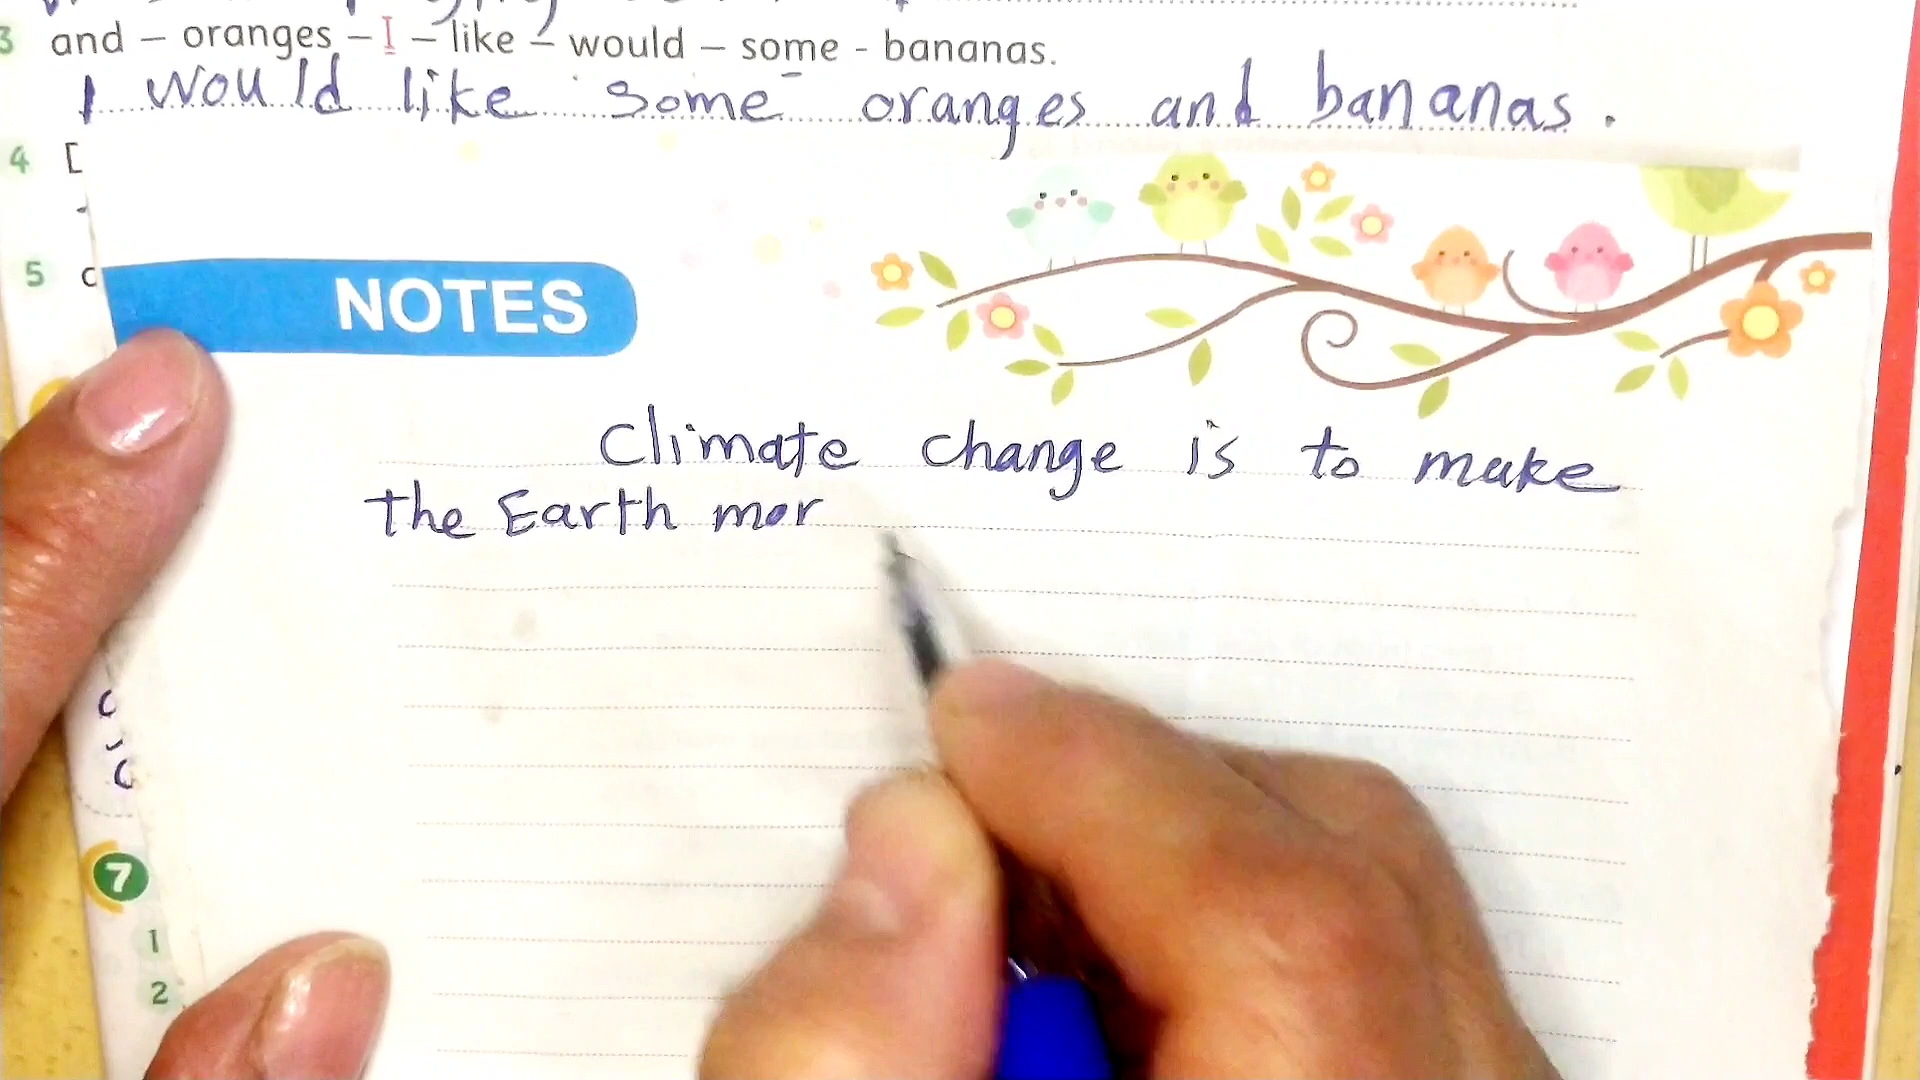 3 and – oranges – I – like – would – some - bananas.
I would like some oranges and bananas.
4
5
NOTES
Climate change is to make
the Earth mor
7
1
2